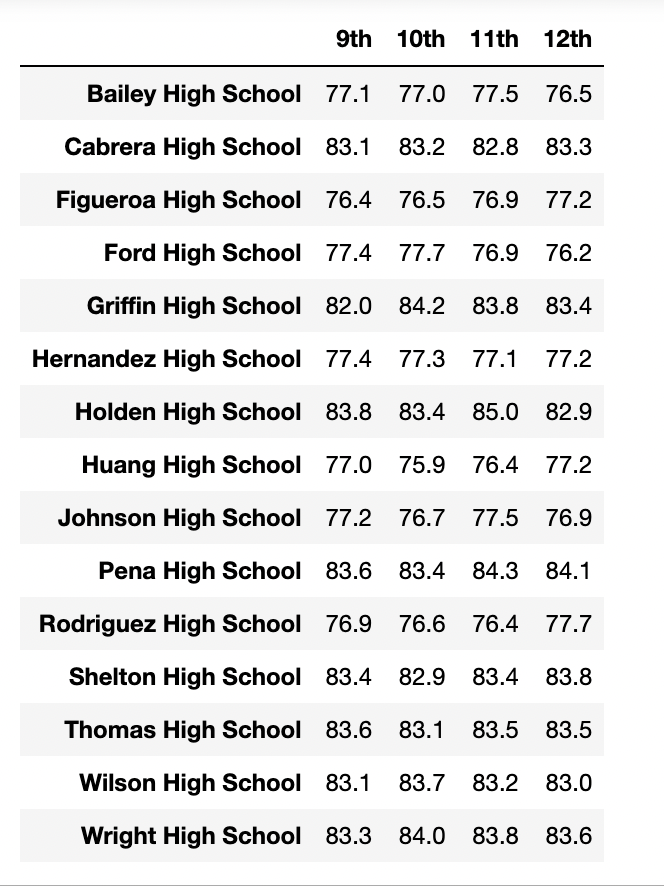 9th 10th 11th 12th
Bailey High School 77.1 77.0 77.5 76.5
Cabrera High School 83.1 83.2 82.8 83.3
Figueroa High School 76.4 76.5 76.9 77.2
Ford High School 77.4 77.7 76.9 76.2
Griffin High School 82.0 84.2 83.8 83.4
Hernandez High School 77.4 77.3 77.1 77.2
Holden High School 83.8 83.4 85.0 82.9
Huang High School 77.0 75.9 76.4 77.2
Johnson High School 77.2 76.7 77.5 76.9
Pena High School 83.6 83.4 84.3 84.1
Rodriguez High School 76.9 76.6 76.4 77.7
Shelton High School 83.4 82.9 83.4 83.8
Thomas High School 83.6 83.1 83.5 83.5
Wilson High School 83.1 83.7 83.2 83.0
Wright High School 83.3 84.0 83.8 83.6